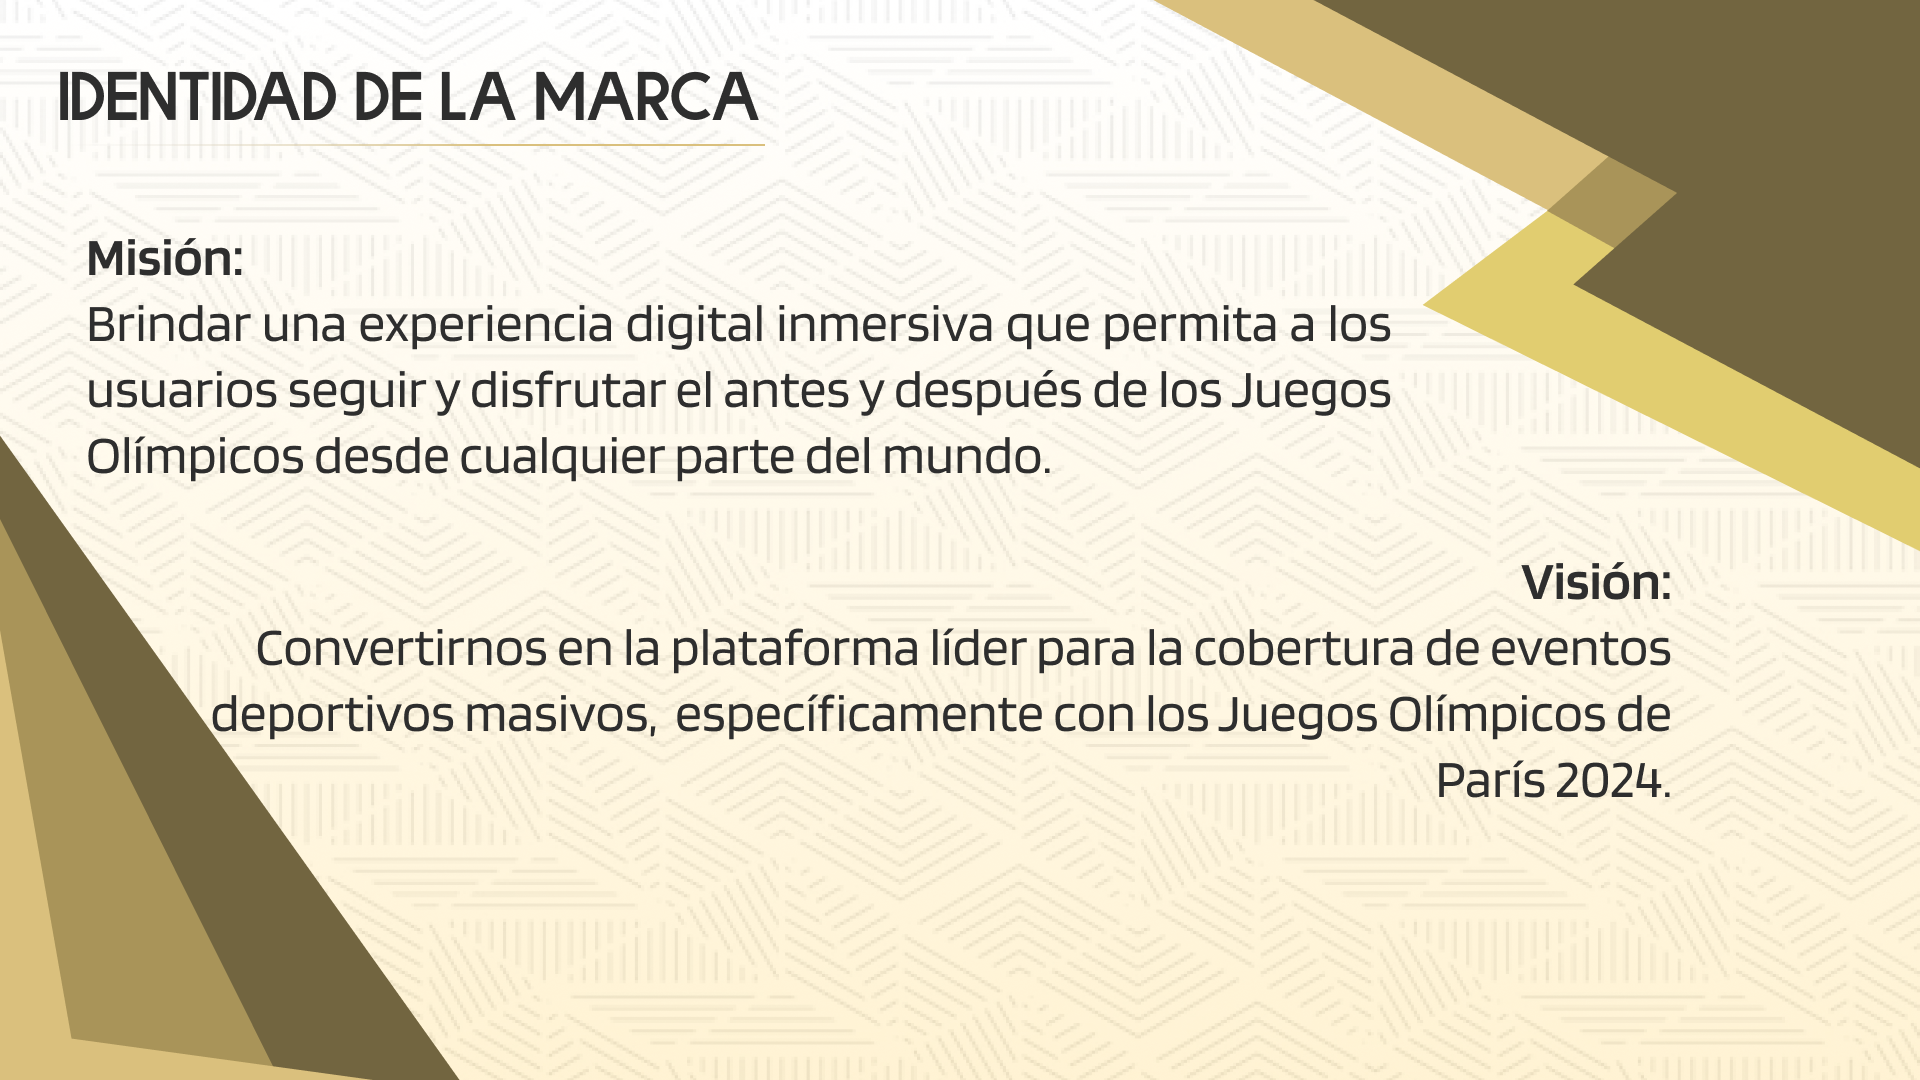 IDENTIDAD DE LA MARCA
Misión:
Brindar una experiencia digital inmersiva que permita a los
usuarios seguir y disfrutar el antes y después de los Juegos
Olímpicos desde cualquier parte del mundo.
Visión:
Convertirnos en la plataforma líder para la cobertura de eventos
deportivos masivos,  específicamente con los Juegos Olímpicos de
París 2024.